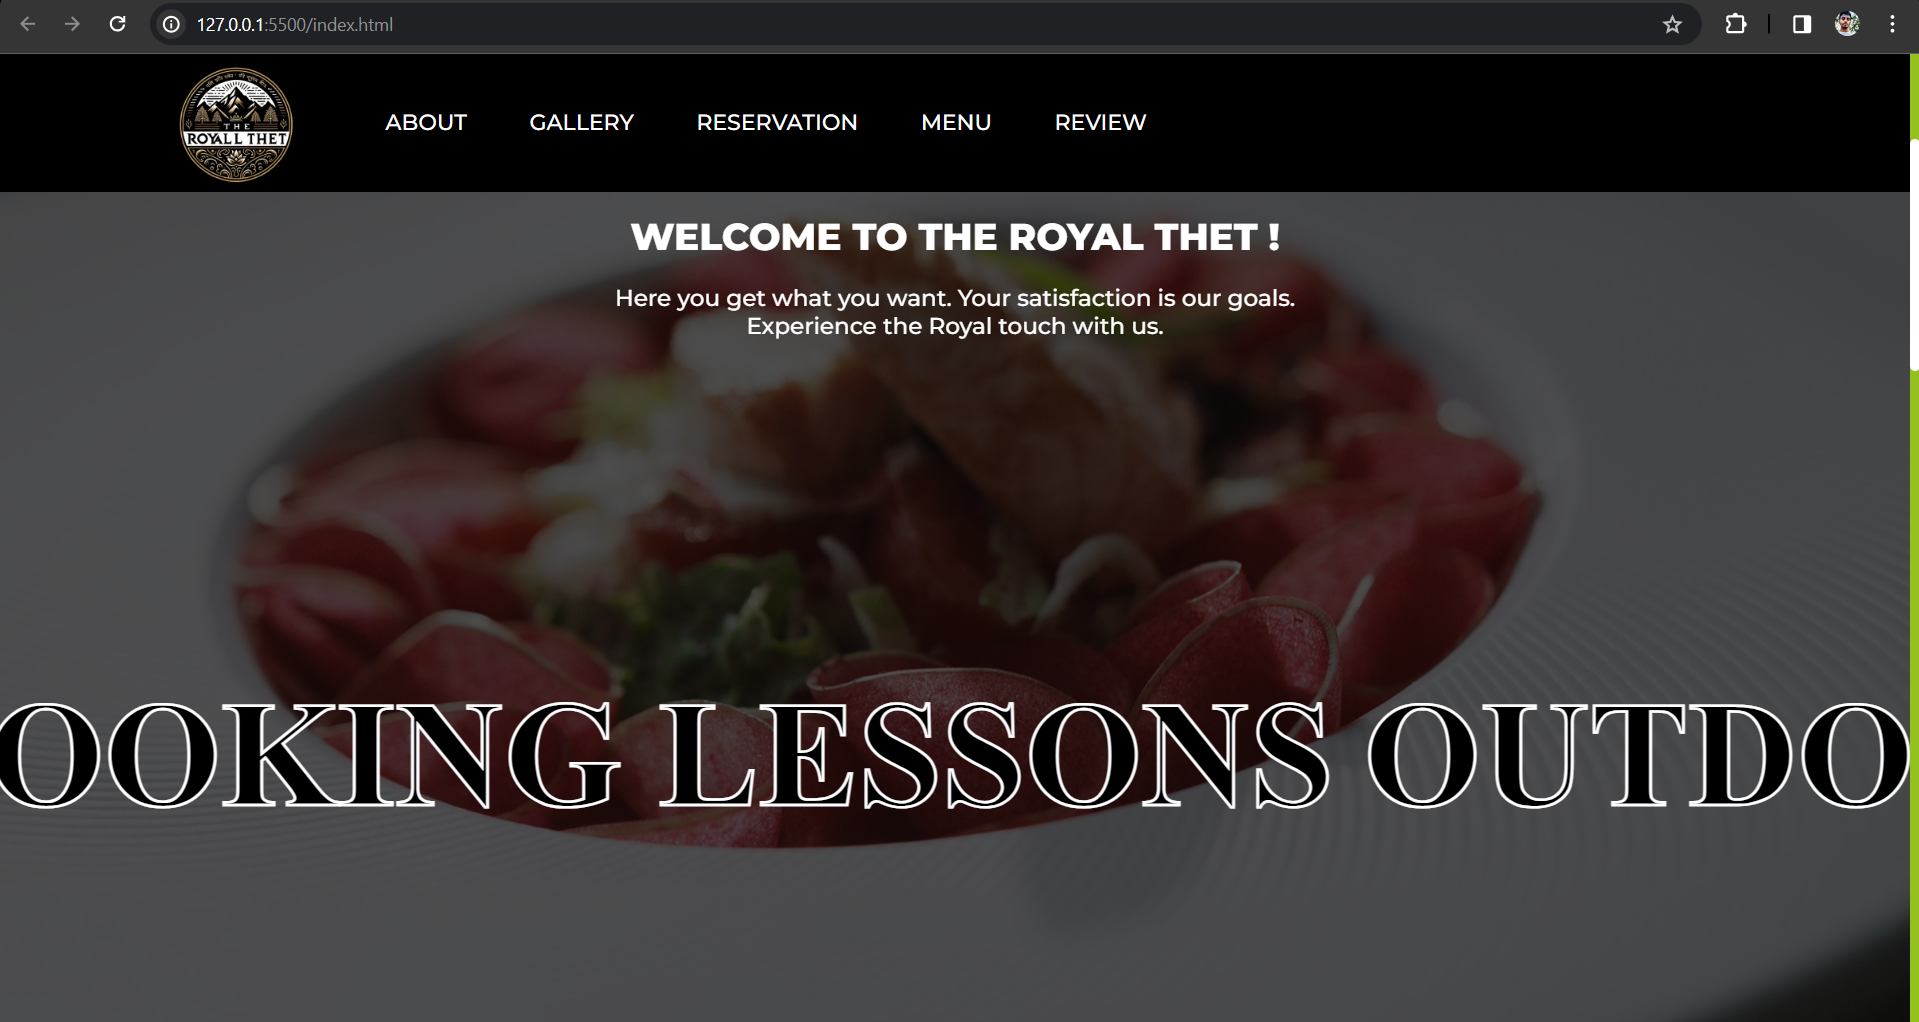 127.0.0.1:5500/index.html
THE
ROYALL THET
ABOUT GALLERY RESERVATION MENU REVIEW
WELCOME TO THE ROYAL THET !
Here you get what you want. Your satisfaction is our goals.
Experience the Royal touch with us.
OOKING LESSONS OUTDO